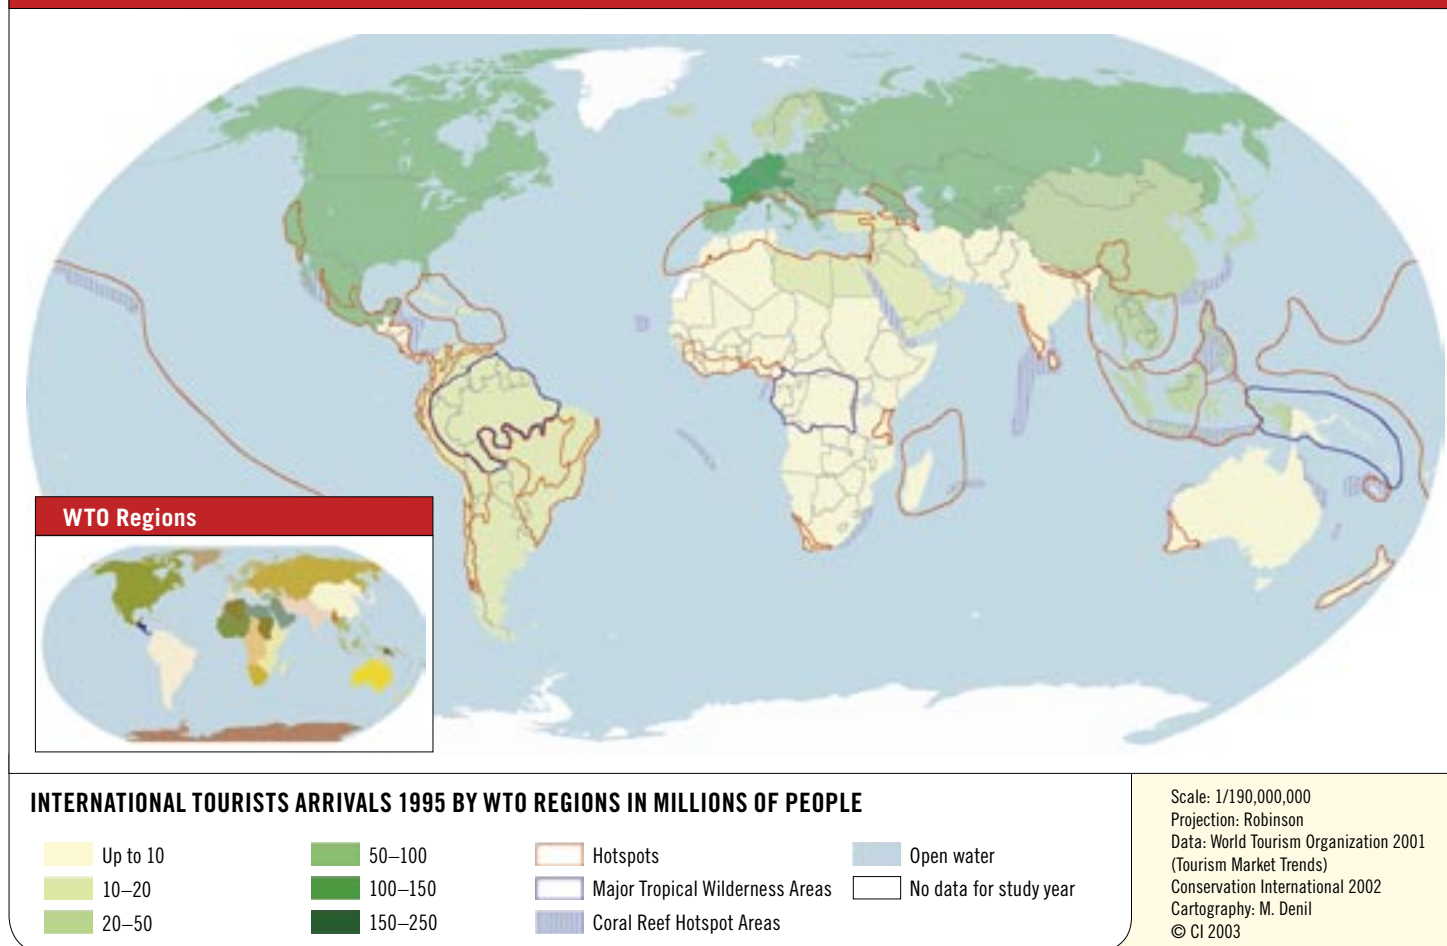 WTO Regions
INTERNATIONAL TOURISTS ARRIVALS 1995 BY WTO REGIONS IN MILLIONS OF PEOPLE
Up to 10
10–20
20–50
50–100
100–150
150–250
Hotspots
Major Tropical Wilderness Areas
Coral Reef Hotspot Areas
Open water
No data for study year
Scale: 1/190,000,000
Projection: Robinson
Data: World Tourism Organization 2001
(Tourism Market Trends)
Conservation International 2002
Cartography: M. Denil
© CI 2003